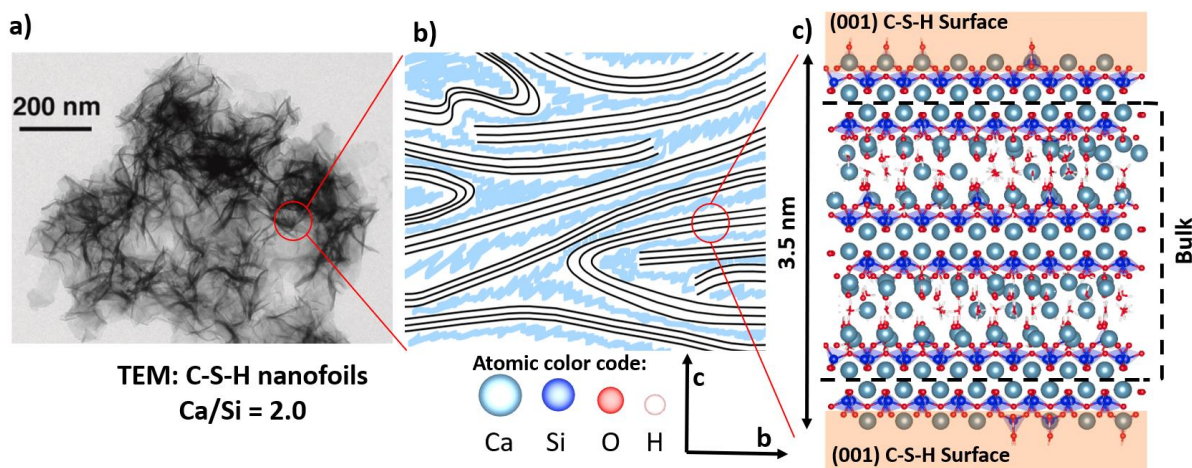 a)
200 nm
TEM: C-S-H nanofoils
Ca/Si = 2.0
b)
Atomic color code:
Ca Si O H
c
b
c)
(001) C-S-H Surface
3.5 nm
Bulk
(001) C-S-H Surface